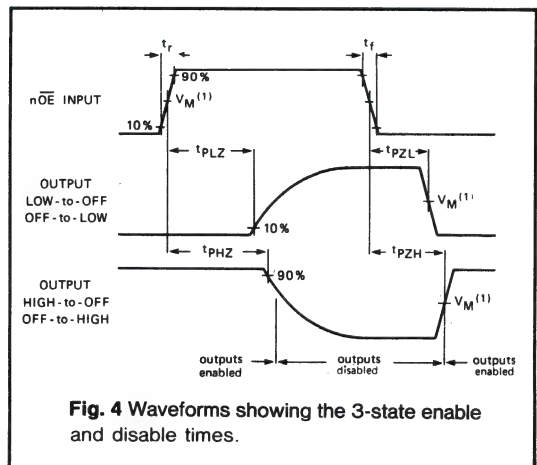 tr
tf
90%
nOE INPUT
VM(1)
10%
tPLZ
tPZL
OUTPUT
LOW-to-OFF
OFF-to-LOW
VM(1)
10%
tPHZ
tPZH
OUTPUT
HIGH-to-OFF
OFF-to-HIGH
90%
VM(1)
outputs
enabled
outputs
disabled
outputs
enabled
Fig. 4 Waveforms showing the 3-state enable
and disable times.